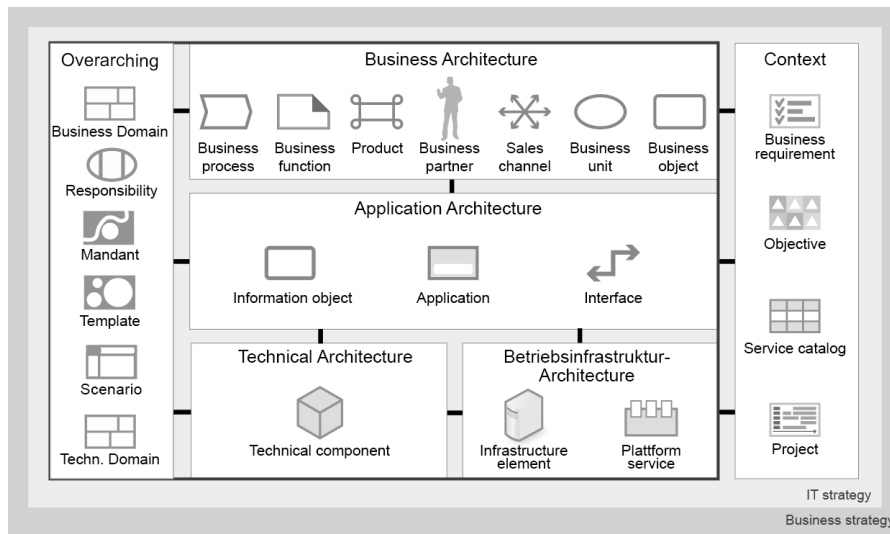 Overarching
Business Domain
Responsibility
Mandant
Template
Scenario
Techn. Domain
Business Architecture
Business
process
Business
function
Product
Business
partner
Sales
channel
Business
unit
Business
object
Application Architecture
Information object
Application
Interface
Technical Architecture
Technical component
Betriebsinfrastruktur-
Architecture
Infrastructure
element
Plattform
service
Context
Business
requirement
Objective
Service catalog
Project
IT strategy
Business strategy